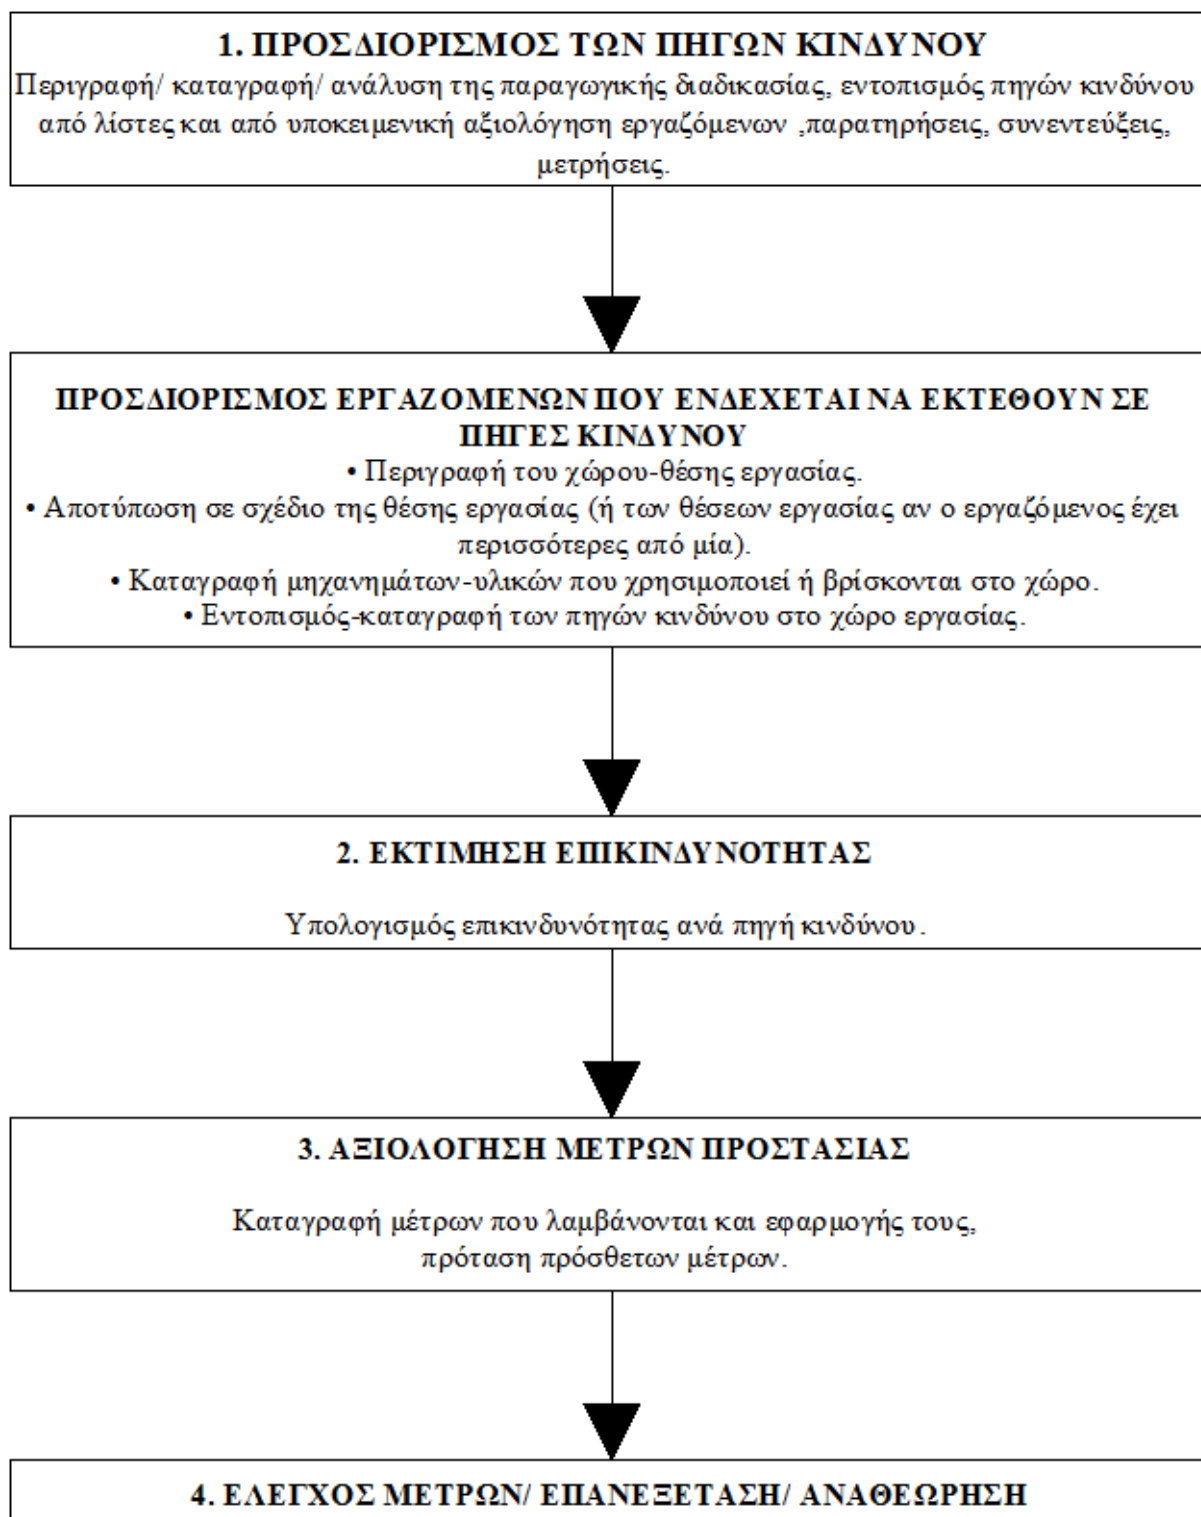 1. ΠΡΟΣΔΙΟΡΙΣΜΟΣ ΤΩΝ ΠΗΓΩΝ ΚΙΝΔΥΝΟΥ
Περιγραφή/ καταγραφή/ ανάλυση της παραγωγικής διαδικασίας, εντοπισμός πηγών κινδύνου
από λίστες και από υποκειμενική αξιολόγηση εργαζόμενων ,παρατηρήσεις, συνεντεύξεις,
μετρήσεις.
ΠΡΟΣΔΙΟΡΙΣΜΟΣ ΕΡΓΑΖΟΜΕΝΩΝ ΠΟΥ ΕΝΔΕΧΕΤΑΙ ΝΑ ΕΚΤΕΘΟΥΝ ΣΕ
ΠΗΓΕΣ ΚΙΝΔΥΝΟΥ
• Περιγραφή του χώρου-θέσης εργασίας.
• Αποτύπωση σε σχέδιο της θέσης εργασίας (ή των θέσεων εργασίας αν ο εργαζόμενος έχει
περισσότερες από μία).
• Καταγραφή μηχανημάτων-υλικών που χρησιμοποιεί ή βρίσκονται στο χώρο.
• Εντοπισμός-καταγραφή των πηγών κινδύνου στο χώρο εργασίας.
2. ΕΚΤΙΜΗΣΗ ΕΠΙΚΙΝΔΥΝΟΤΗΤΑΣ
Υπολογισμός επικινδυνότητας ανά πηγή κινδύνου.
3. ΑΞΙΟΛΟΓΗΣΗ ΜΕΤΡΩΝ ΠΡΟΣΤΑΣΙΑΣ
Καταγραφή μέτρων που λαμβάνονται και εφαρμογής τους,
πρόταση πρόσθετων μέτρων.
4. ΕΛΕΓΧΟΣ ΜΕΤΡΩΝ/ ΕΠΑΝΕΞΕΤΑΣΗ/ ΑΝΑΘΕΩΡΗΣΗ